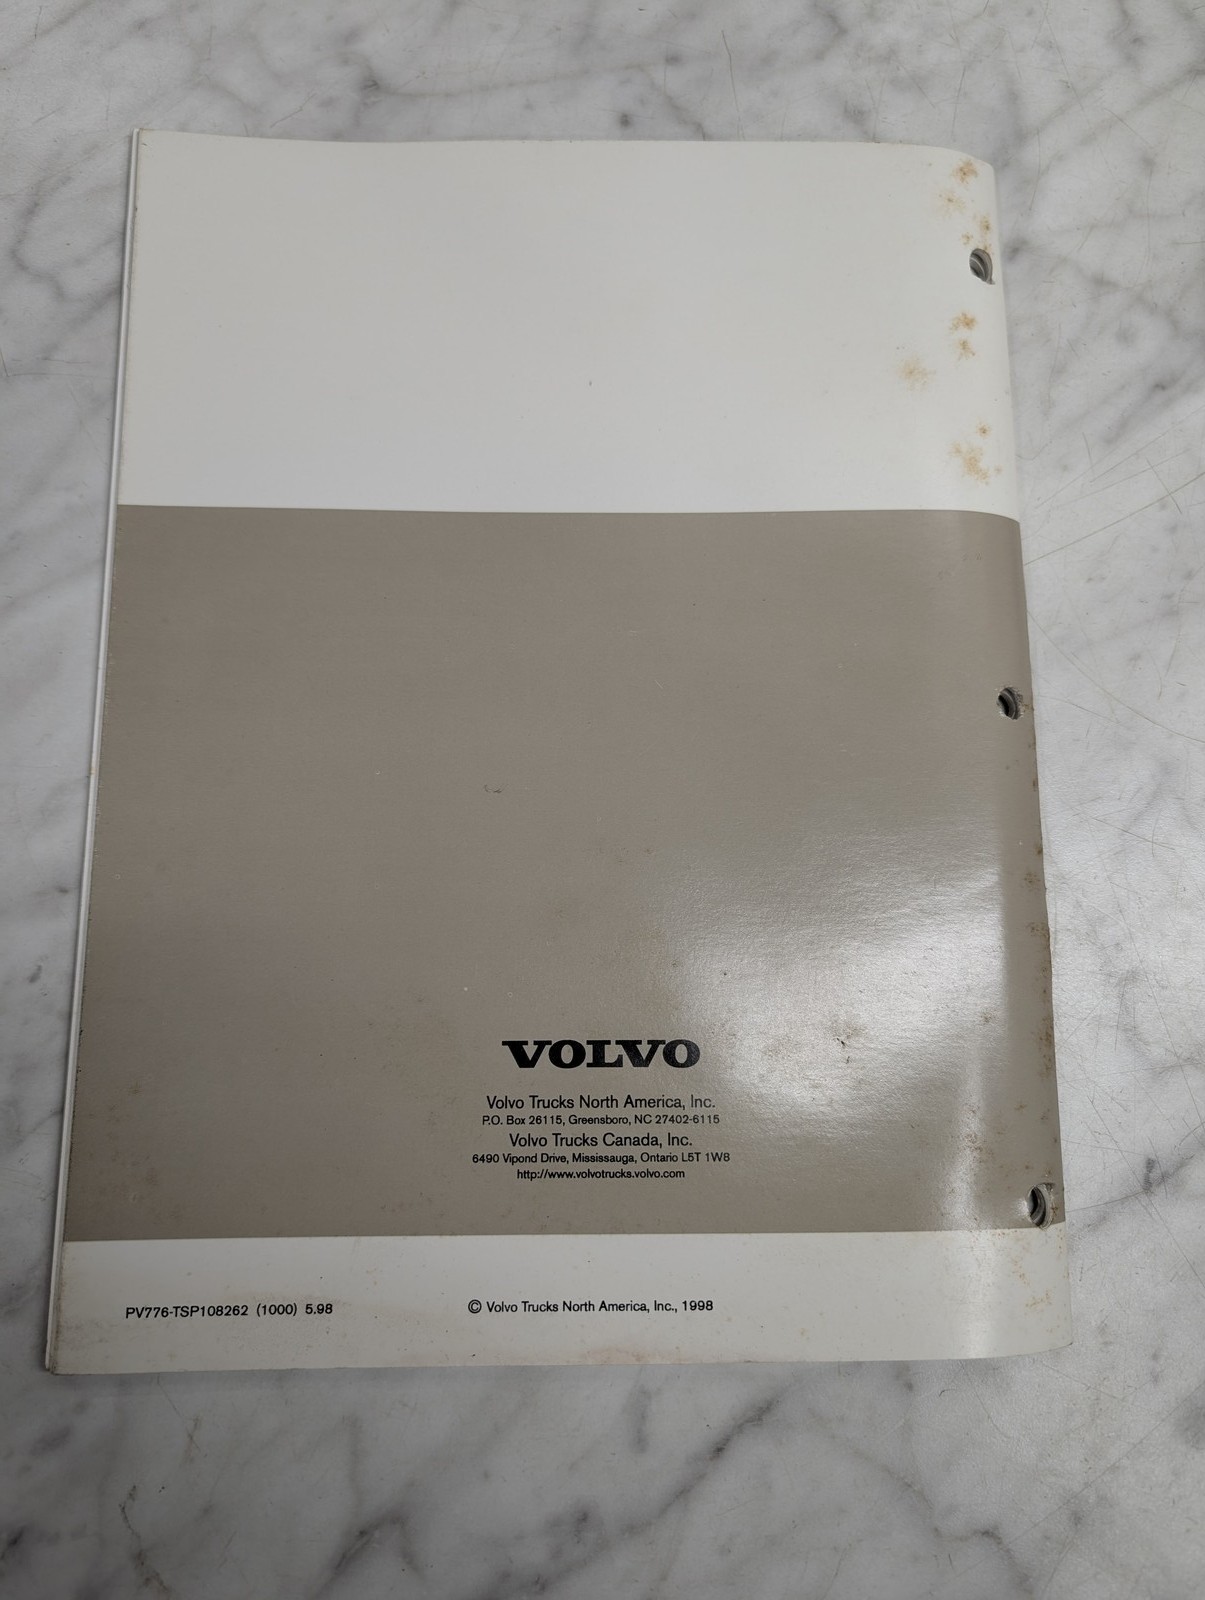 VOLVO
Volvo Trucks North America, Inc.
P.O. Box 26115, Greensboro, NC 27402-6115
Volvo Trucks Canada, Inc.
6490 Vipond Drive, Mississauga, Ontario L5T 1W8
http://www.volvotrucks.volvo.com
PV776-TSP108262 (1000) 5.98
© Volvo Trucks North America, Inc., 1998